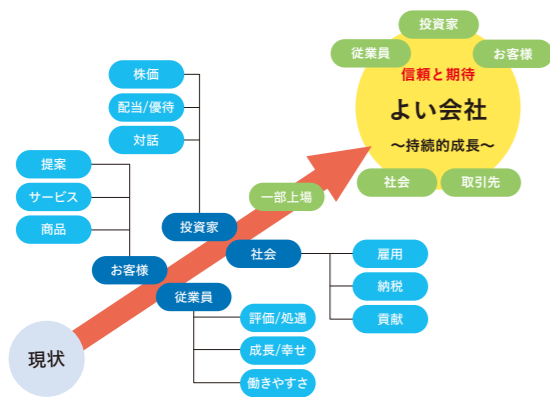 投資家
従業員
お客様
信頼と期待
よい会社
～持続的成長～
社会
取引先
株価
配当/優待
対話
提案
サービス
商品
一部上場
投資家
お客様
社会
従業員
雇用
納税
貢献
評価/処遇
成長/幸せ
働きやすさ
現状